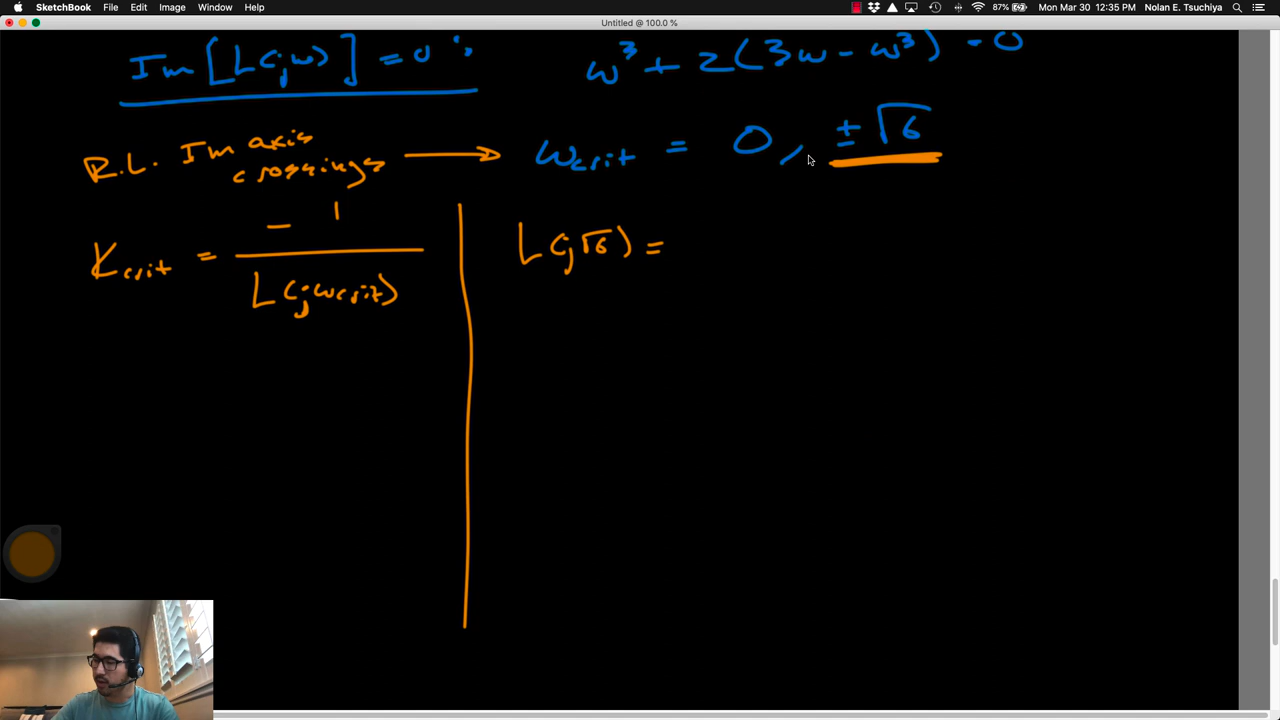 SketchBook File Edit Image Window Help 87% Mon Mar 30 12:35 PM Nolan E. Tsuchiya
Untitled @ 100.0 %
Im [L(jω)] = 0 : ω³ + 2(3ω - ω³) = 0
R.L. Im axis crossings → ωcrit = 0, ±√6
Kcrit = -1 / L(jωcrit)
L(j√6) =